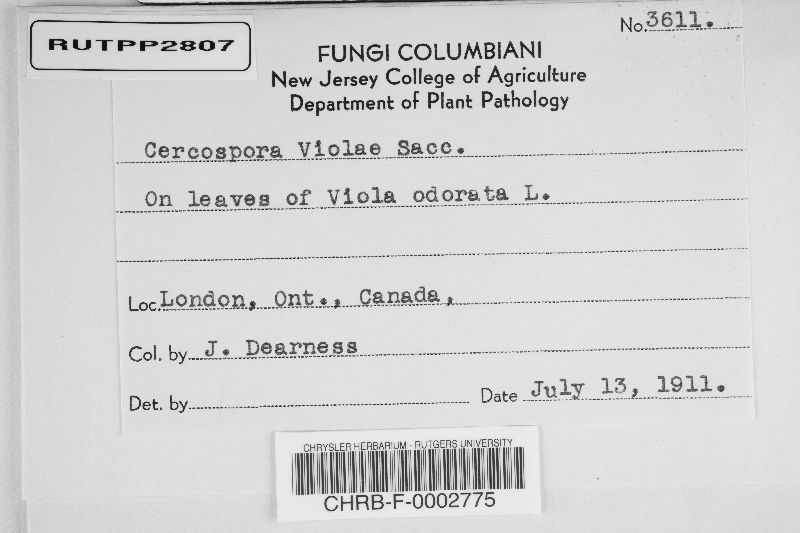 No. 3611.
RUTPP2807
FUNGI COLUMBIANI
New Jersey College of Agriculture
Department of Plant Pathology
Cercospora Violae Sacc.
On leaves of Viola odorata L.
Loc. London, Ont., Canada,
Col. by J. Dearness
Det. by Date July 13, 1911.
CHRYSLER HERBARIUM - RUTGERS UNIVERSITY
CHRB-F-0002775